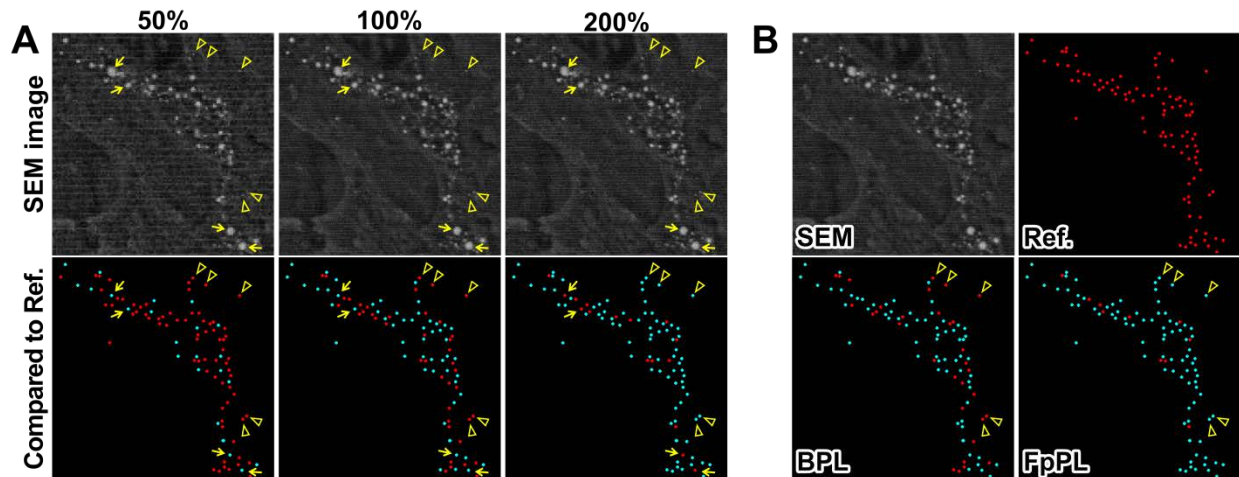 50% 100% 200%
A
B
SEM image
SEM
Ref.
Compared to Ref.
BPL
FpPL